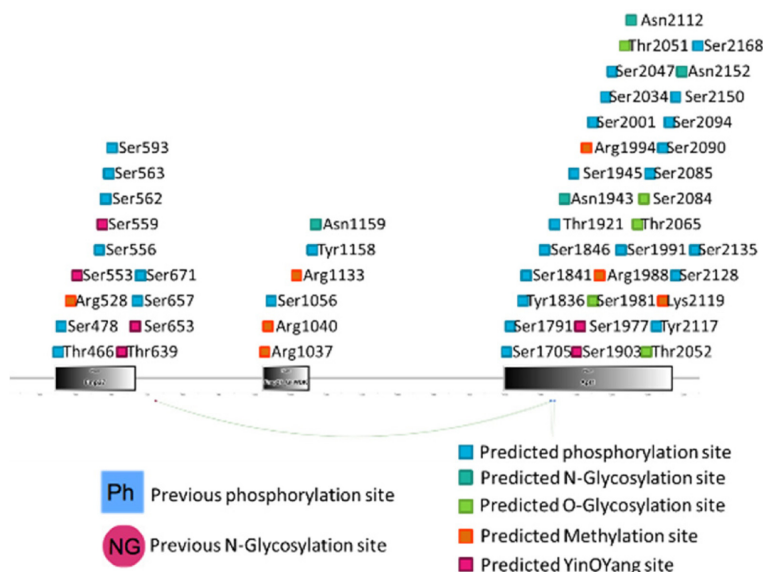 Asn2112
Thr2051 Ser2168
Ser2047 Asn2152
Ser2034 Ser2150
Ser2001 Ser2094
Ser593 Arg1994 Ser2090
Ser563 Ser1945 Ser2085
Ser562 Asn1943 Ser2084
Ser559 Asn1159 Thr1921 Thr2065
Ser556 Tyr1158 Ser1846 Ser1991 Ser2135
Ser553 Ser671 Arg1133 Ser1841 Arg1988 Ser2128
Arg528 Ser657 Ser1056 Tyr1836 Ser1981 Lys2119
Ser478 Ser653 Arg1040 Ser1791 Ser1977 Tyr2117
Thr466 Thr639 Arg1037 Ser1705 Ser1903 Thr2052
Predicted phosphorylation site
Predicted N-Glycosylation site
Ph Previous phosphorylation site
Predicted O-Glycosylation site
Predicted Methylation site
NG Previous N-Glycosylation site
Predicted YinOYang site